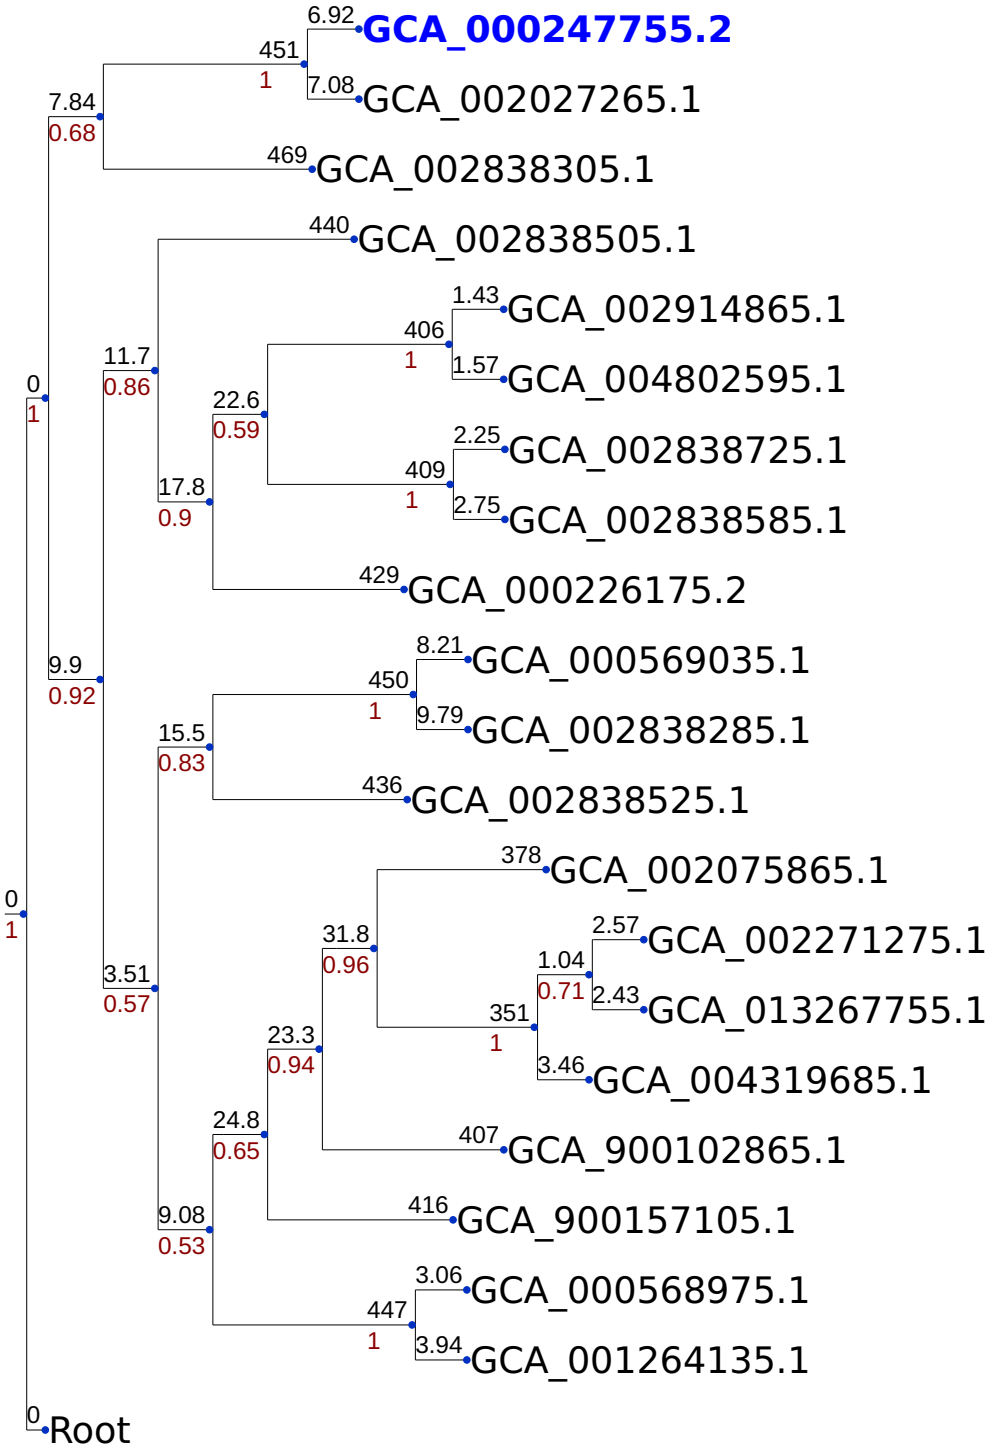 6.92
GCA_000247755.2
451
1
7.08
GCA_002027265.1
7.84
0.68
469
GCA_002838305.1
440
GCA_002838505.1
1.43
GCA_002914865.1
406
1
11.7
0.86
1.57
GCA_004802595.1
0
1
22.6
0.59
2.25
GCA_002838725.1
409
1
17.8
0.9
2.75
GCA_002838585.1
429
GCA_000226175.2
8.21
GCA_000569035.1
9.9
0.92
450
1
9.79
GCA_002838285.1
15.5
0.83
436
GCA_002838525.1
378
GCA_002075865.1
0
1
31.8
0.96
2.57
GCA_002271275.1
1.04
0.71
3.51
0.57
2.43
GCA_013267755.1
351
1
23.3
0.94
3.46
GCA_004319685.1
24.8
0.65
407
GCA_900102865.1
9.08
0.53
416
GCA_900157105.1
3.06
GCA_000568975.1
447
1
3.94
GCA_001264135.1
0
Root